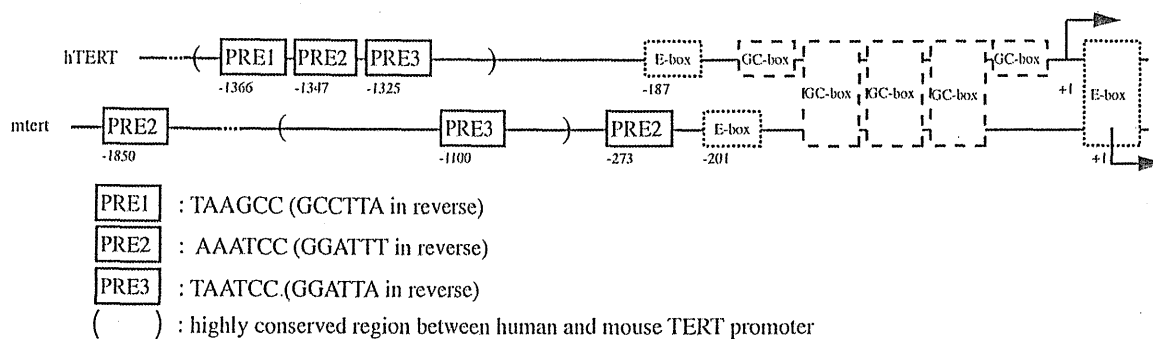 hTERT ( PRE1 PRE2 PRE3 ) E-box GC-box GC-box GC-box GC-box GC-box E-box
-1366 -1347 -1325 -187 +1
mtert PRE2 ( PRE3 ) PRE2 E-box
-1850 -1100 -273 -201 +1
PRE1 : TAAGCC (GCCTTA in reverse)
PRE2 : AAATCC (GGATTT in reverse)
PRE3 : TAATCC.(GGATTA in reverse)
( ) : highly conserved region between human and mouse TERT promoter